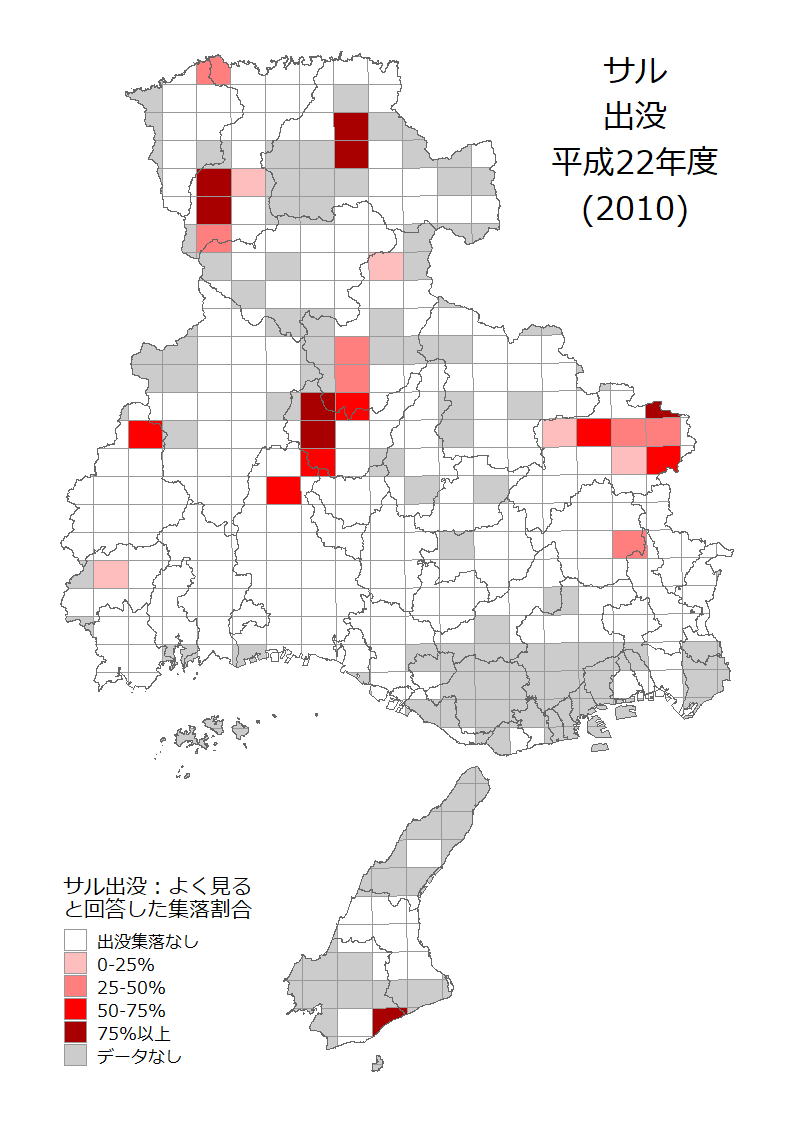 サル
出没
平成22年度
(2010)
サル出没：よく見る
と回答した集落割合
出没集落なし
0-25%
25-50%
50-75%
75%以上
データなし